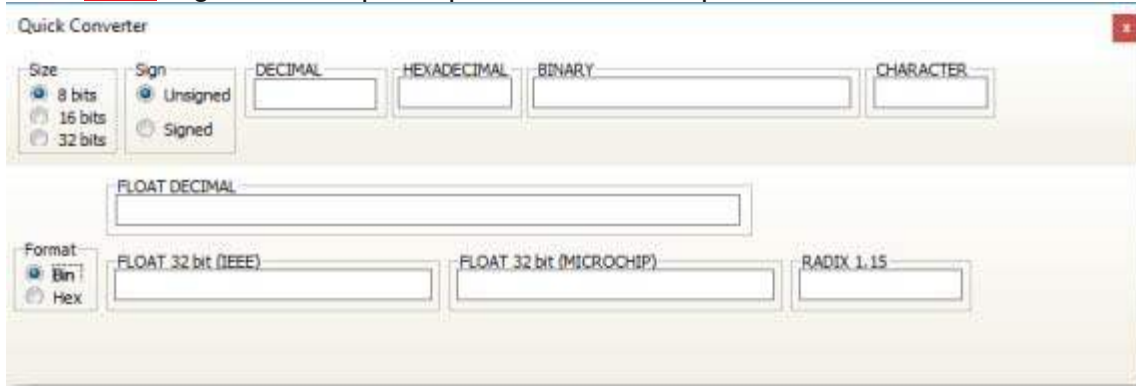 Quick Converter
x
Size Sign DECIMAL HEXADECIMAL BINARY CHARACTER
8 bits Unsigned
16 bits
Signed
32 bits
FLOAT DECIMAL
Format
FLOAT 32 bit (IEEE) FLOAT 32 bit (MICROCHIP) RADIX 1.15
Bin
Hex